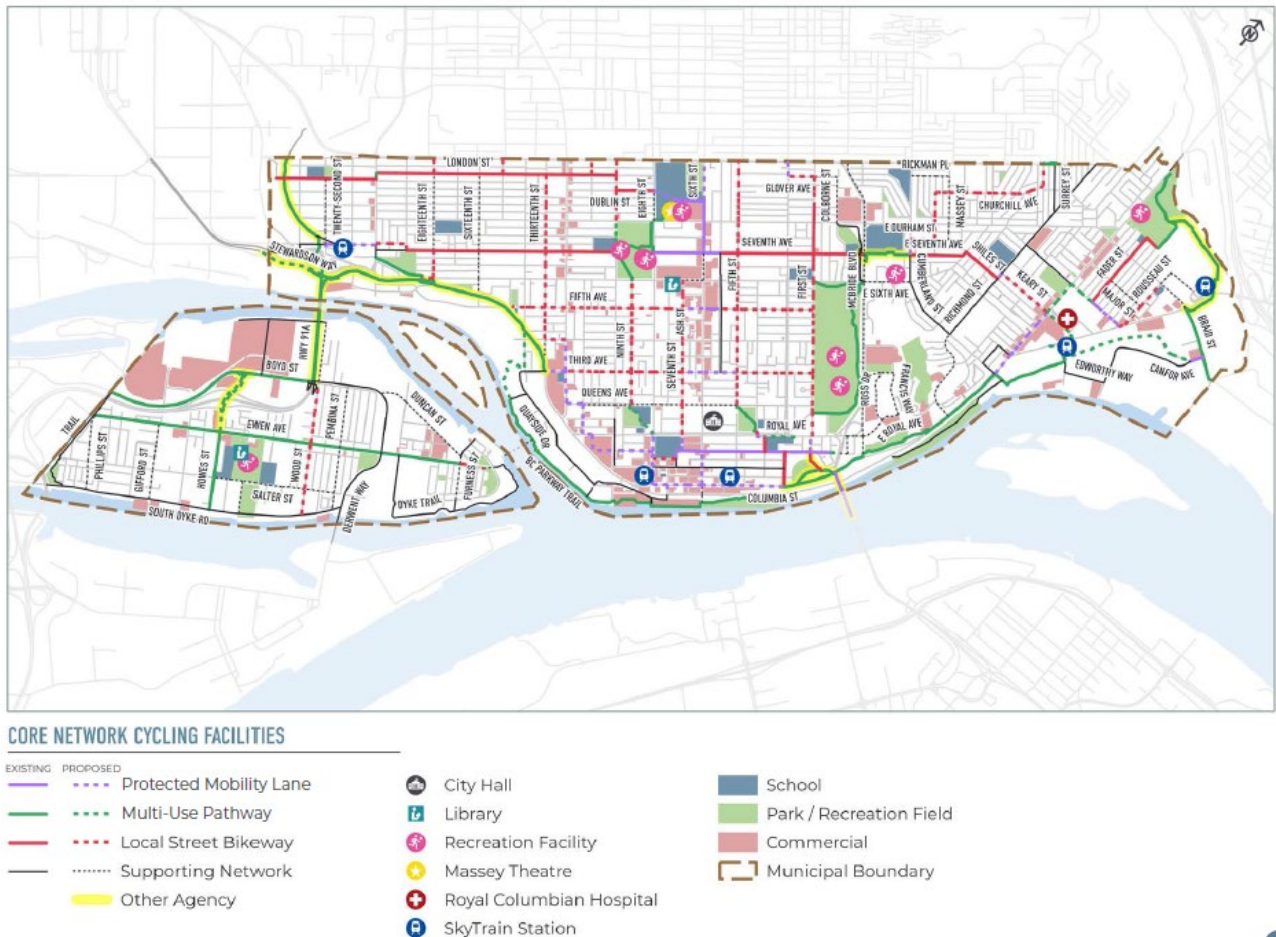 N
LONDON ST
RICKMAN PL
TWENTY-SECOND ST
EIGHTEENTH ST
SIXTEENTH ST
THIRTEENTH ST
DUBLIN ST
EIGHTH ST
SIXTH ST
GLOVER AVE
COLBORNE ST
MASSEY ST
CHURCHILL AVE
SURREY ST
E DURHAM ST
SEVENTH AVE
E SEVENTH AVE
STEWARDSON WAY
FIFTH AVE
FIFTH ST
FIRST ST
MCBRIDE BLVD
E SIXTH AVE
CUMBERLAND ST
RICHMOND ST
SHILES ST
KEARY ST
FADER ST
MAJOR ST
ROUSSEAU ST
BRAID ST
HWY 91A
BOYD ST
NINTH ST
ASH ST
SEVENTH ST
THIRD AVE
QUEENS AVE
ROSS DR
FRANCIS WAY
EDWORTHY WAY
CANFOR AVE
TRAIL
EWEN AVE
PEMBINA ST
DUNCAN ST
QUAYSIDE DR
ROYAL AVE
E ROYAL AVE
PHILLIPS ST
GIFFORD ST
HOWES ST
WOOD ST
SALTER ST
DERWENT WAY
DYKE TRAIL
FURNESS ST
BC PARKWAY TRAIL
COLUMBIA ST
SOUTH DYKE RD
CORE NETWORK CYCLING FACILITIES
EXISTING PROPOSED
Protected Mobility Lane
Multi-Use Pathway
Local Street Bikeway
Supporting Network
Other Agency
City Hall
Library
Recreation Facility
Massey Theatre
Royal Columbian Hospital
SkyTrain Station
School
Park / Recreation Field
Commercial
Municipal Boundary